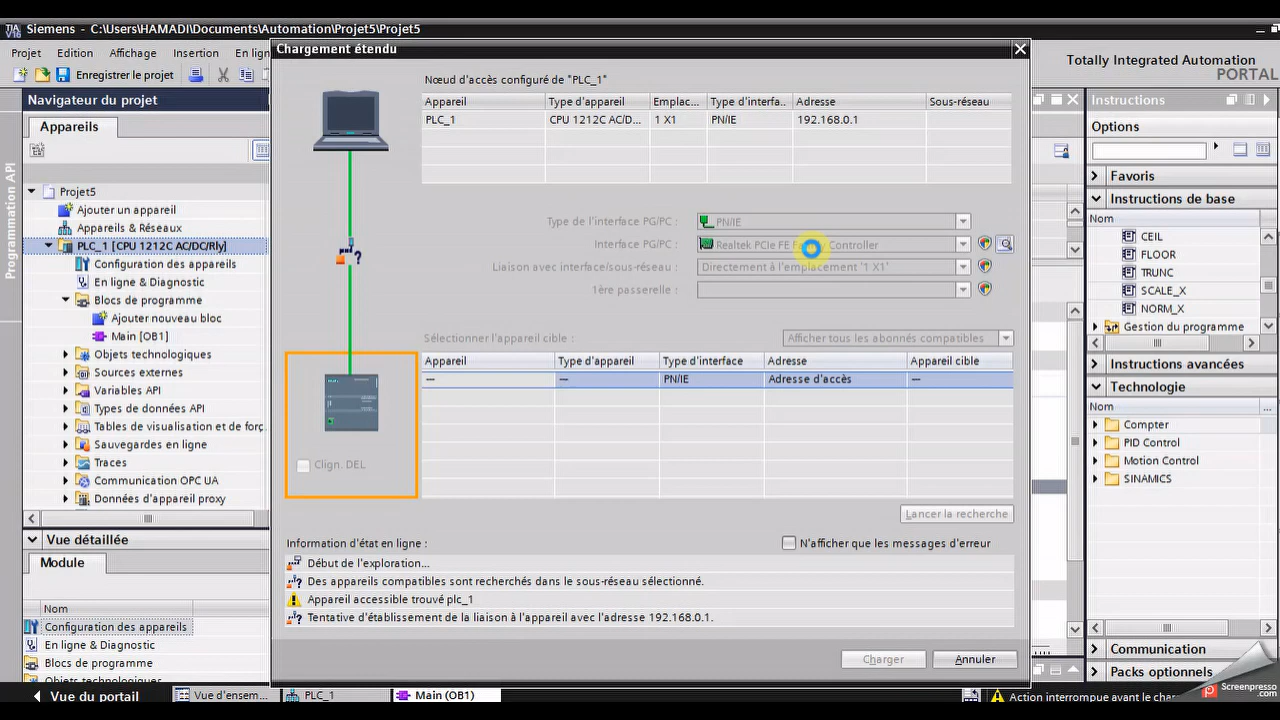 TIA V16 Siemens - C:\Users\HAMADI\Documents\Automation\Projet5\Projet5
Projet Edition Affichage Insertion En lign
Enregistrer le projet
Totally Integrated Automation
PORTAL
Navigateur du projet
Appareils
Programmation API
Projet5
Ajouter un appareil
Appareils & Réseaux
PLC_1 [CPU 1212C AC/DC/Rly]
Configuration des appareils
En ligne & Diagnostic
Blocs de programme
Ajouter nouveau bloc
Main [OB1]
Objets technologiques
Sources externes
Variables API
Types de données API
Tables de visualisation et de forç
Sauvegardes en ligne
Traces
Communication OPC UA
Données d'appareil proxy
Vue détaillée
Module
Nom
Configuration des appareils
En ligne & Diagnostic
Blocs de programme
Objets technologiques
Chargement étendu
Nœud d'accès configuré de "PLC_1"
Appareil Type d'appareil Emplac... Type d'interfa.. Adresse Sous-réseau
PLC_1 CPU 1212C AC/D... 1 X1 PN/IE 192.168.0.1
Type de l'interface PG/PC : PN/IE
Interface PG/PC : Realtek PCIe FE Controller
Liaison avec interface/sous-réseau : Directement à l'emplacement '1 X1'
1ère passerelle :
Sélectionner l'appareil cible : Afficher tous les abonnés compatibles
Appareil Type d'appareil Type d'interface Adresse Appareil cible
— — PN/IE Adresse d'accès —
Clign. DEL
Lancer la recherche
Information d'état en ligne : N'afficher que les messages d'erreur
Début de l'exploration...
Des appareils compatibles sont recherchés dans le sous-réseau sélectionné.
Appareil accessible trouvé plc_1
Tentative d'établissement de la liaison à l'appareil avec l'adresse 192.168.0.1.
Charger Annuler
Instructions
Options
Favoris
Instructions de base
Nom
CEIL
FLOOR
TRUNC
SCALE_X
NORM_X
Gestion du programme
Instructions avancées
Technologie
Nom ...
Compter
PID Control
Motion Control
SINAMICS
Communication
Packs optionnels
Vue du portail Vue d'ensem... PLC_1 Main (OB1) Action interrompue avant le char
Screenpresso
.com